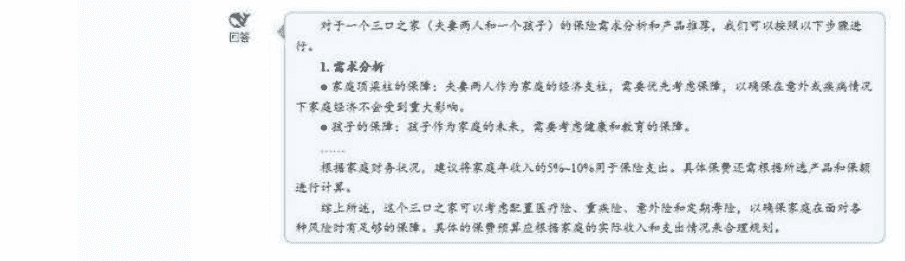 回答
对于一个三口之家（夫妻两人和一个孩子）的保险需求分析和产品推荐，我们可以按照以下步骤进
行。
1. 需求分析
● 家庭顶梁柱的保障：夫妻两人作为家庭的经济支柱，需要优先考虑保障，以确保在意外或疾病情况
下家庭经济不会受到重大影响。
● 孩子的保障：孩子作为家庭的未来，需要考虑健康和教育的保障。
……
根据家庭财务状况，建议将家庭年收入的5%~10%用于保险支出。具体保费还需根据所选产品和保额
进行计算。
综上所述，这个三口之家可以考虑配置医疗险、重疾险、意外险和定期寿险，以确保家庭在面对各
种风险时有足够的保障。具体的保费预算应根据家庭的实际收入和支出情况来合理规划。